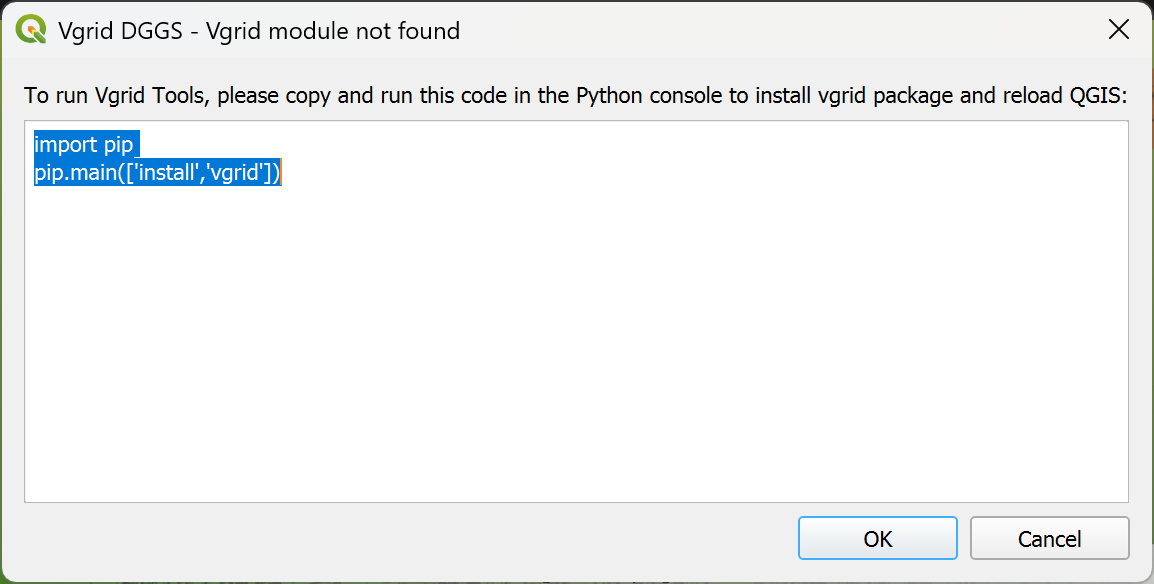 Vgrid DGGS - Vgrid module not found
To run Vgrid Tools, please copy and run this code in the Python console to install vgrid package and reload QGIS:
import pip
pip.main(['install','vgrid'])
OK
Cancel